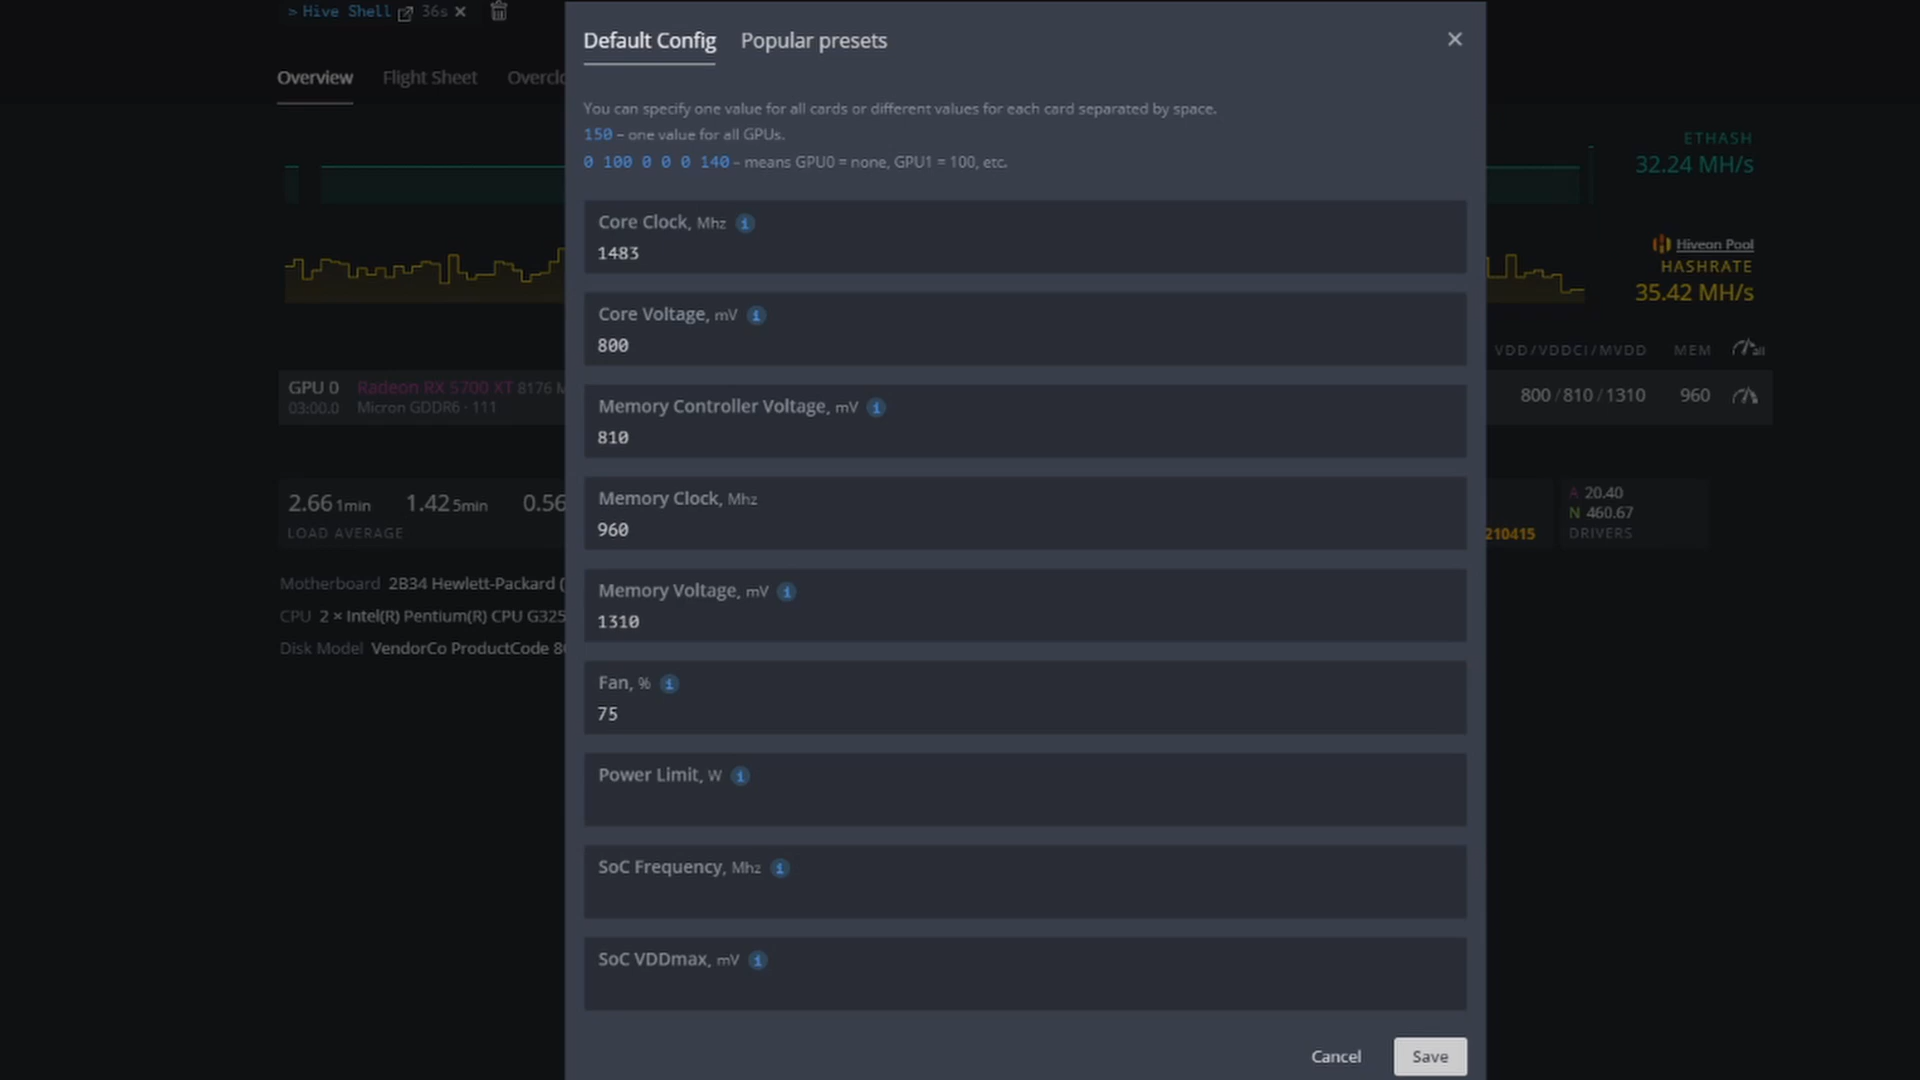 > Hive Shell 36s ×
Overview Flight Sheet Overclo
Default Config Popular presets
You can specify one value for all cards or different values for each card separated by space.
150 – one value for all GPUs.
0 100 0 0 0 140 – means GPU0 = none, GPU1 = 100, etc.
Core Clock, Mhz
1483
Core Voltage, mV
800
Memory Controller Voltage, mV
810
Memory Clock, Mhz
960
Memory Voltage, mV
1310
Fan, %
75
Power Limit, W
SoC Frequency, Mhz
SoC VDDmax, mV
Cancel Save
ETHASH
32.24 MH/s
Hiveon Pool
HASHRATE
35.42 MH/s
VDD/VDDCI/MVDD MEM all
GPU 0 Radeon RX 5700 XT 8176 M
03:00.0 Micron GDDR6 · 111
800/810/1310 960
2.66 1min 1.42 5min 0.56
LOAD AVERAGE
210415
A 20.40
N 460.67
DRIVERS
Motherboard 2B34 Hewlett-Packard (
CPU 2 × Intel(R) Pentium(R) CPU G325
Disk Model VendorCo ProductCode